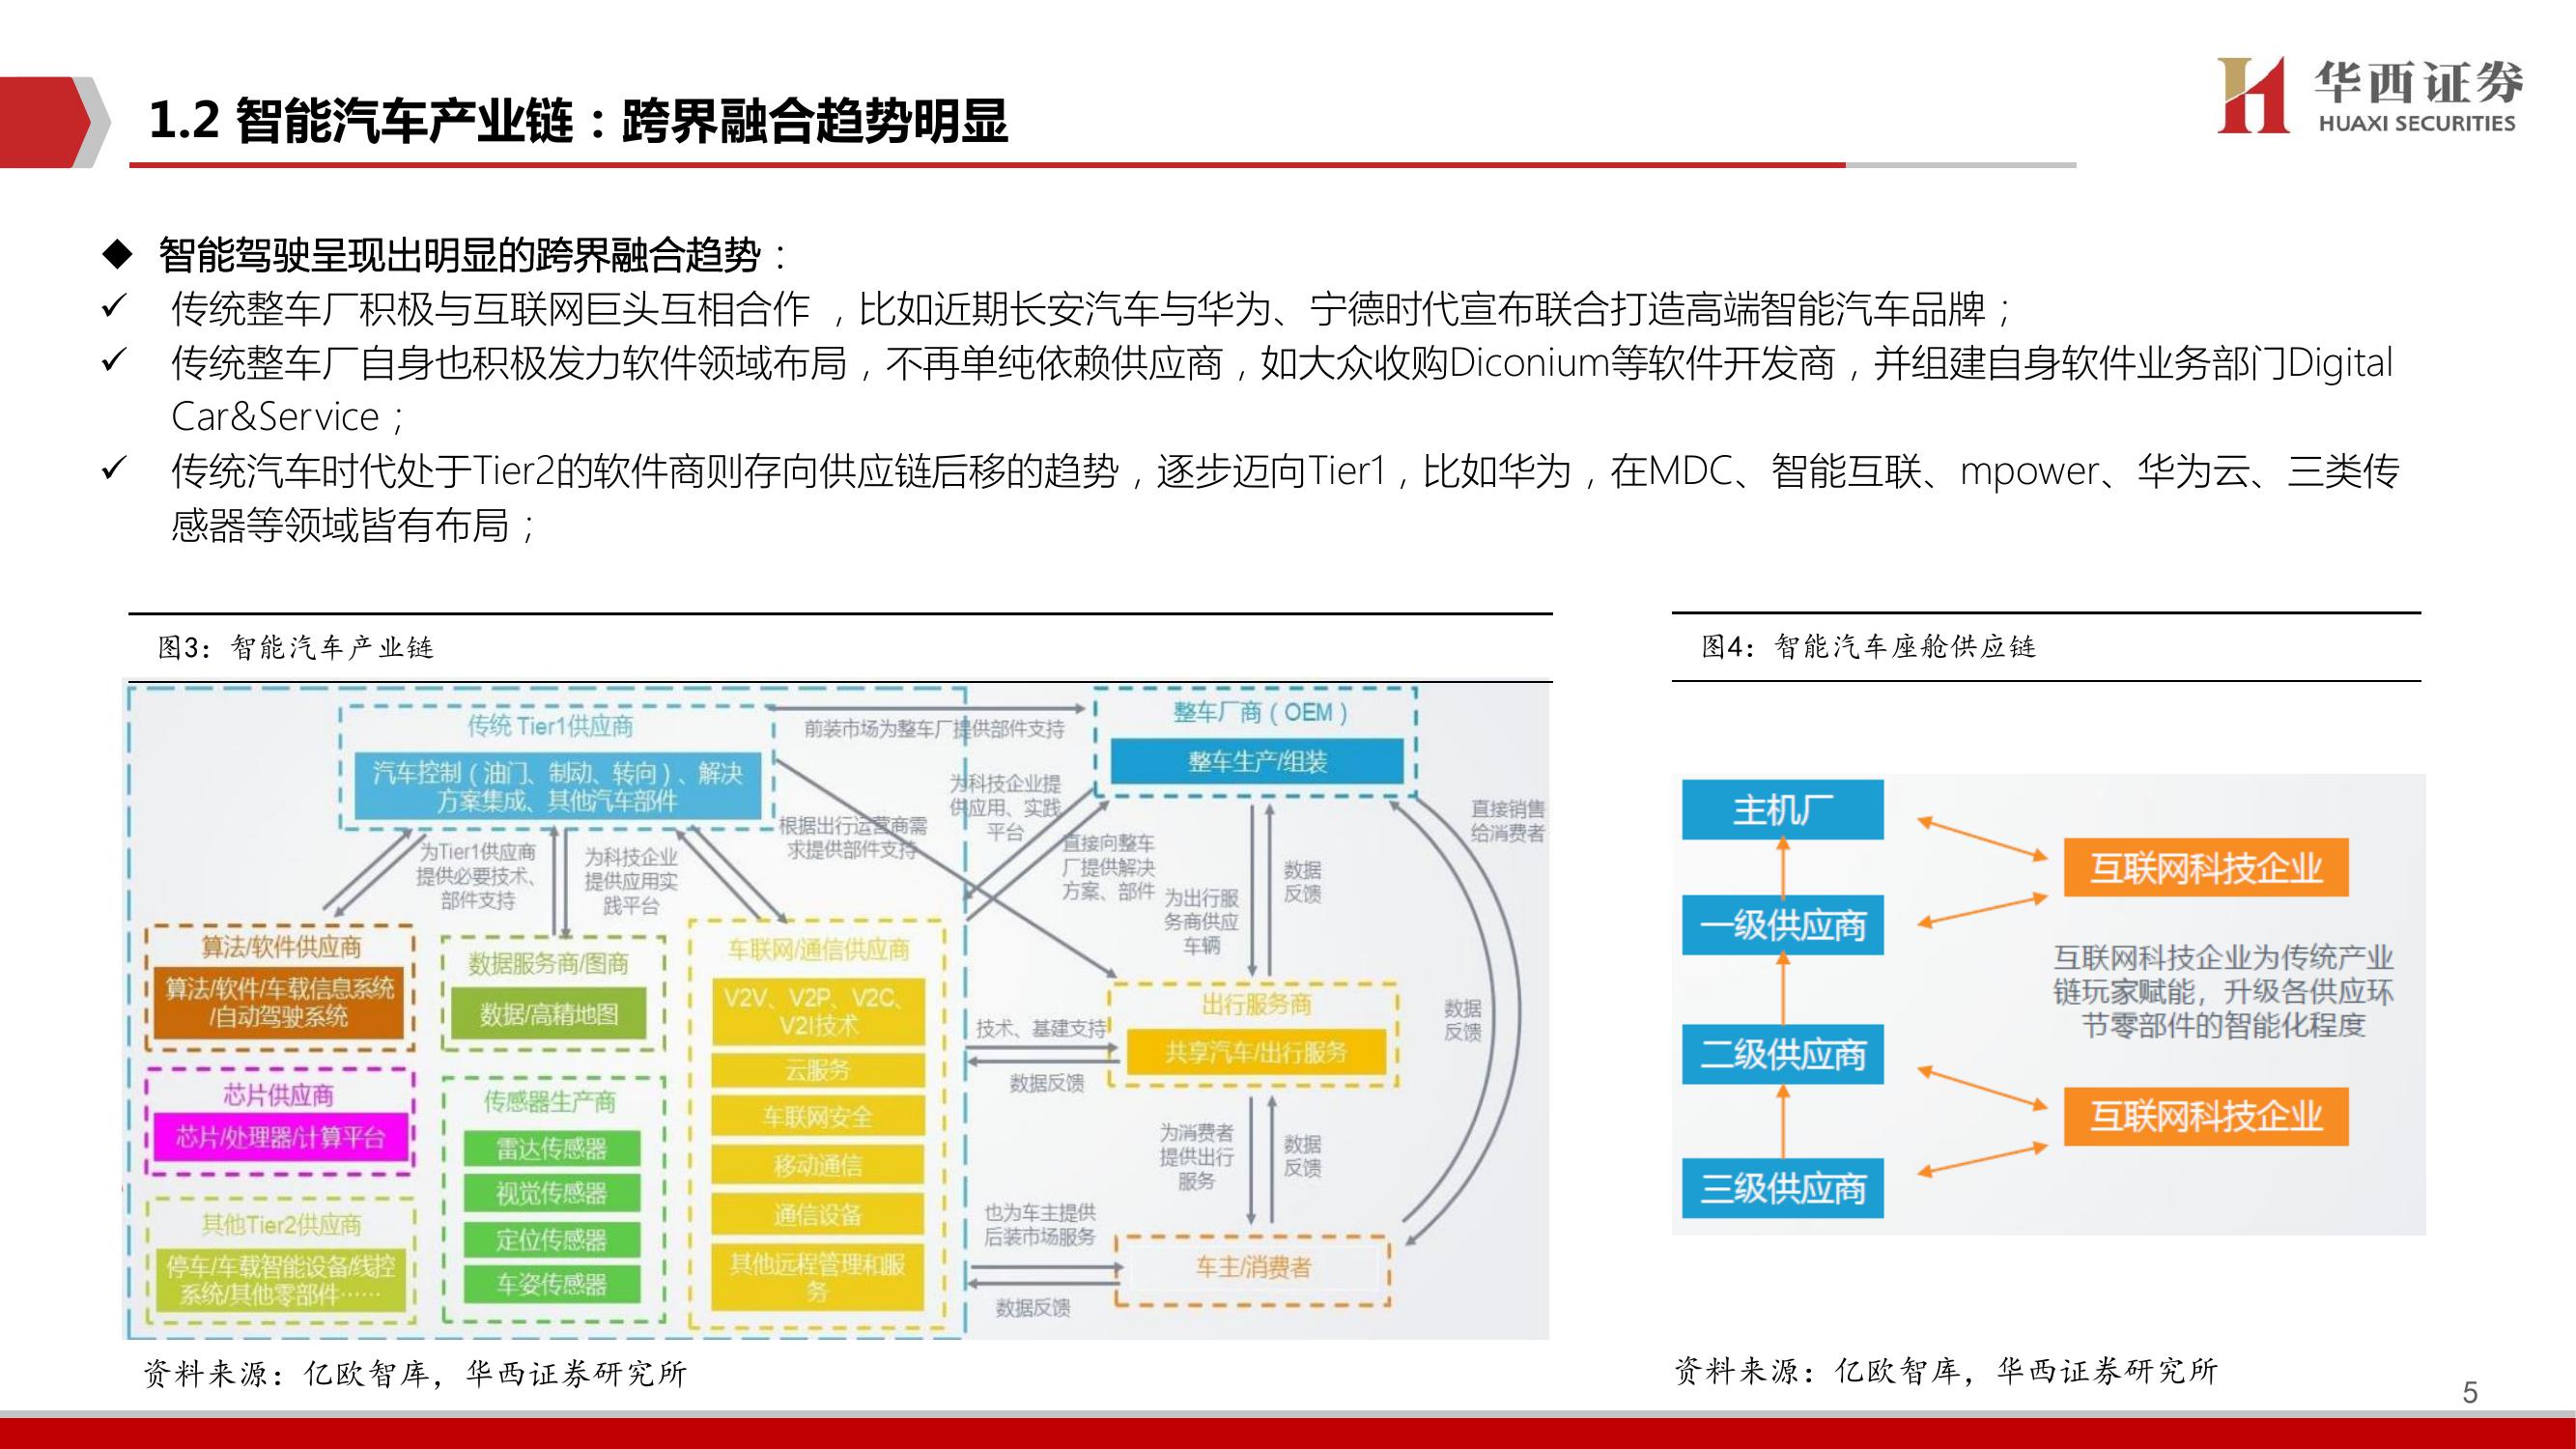 1.2 智能汽车产业链：跨界融合趋势明显
华西证券
HUAXI SECURITIES
◆ 智能驾驶呈现出明显的跨界融合趋势：
✓ 传统整车厂积极与互联网巨头互相合作 ，比如近期长安汽车与华为、宁德时代宣布联合打造高端智能汽车品牌；
✓ 传统整车厂自身也积极发力软件领域布局，不再单纯依赖供应商，如大众收购Diconium等软件开发商，并组建自身软件业务部门Digital
Car&Service；
✓ 传统汽车时代处于Tier2的软件商则存向供应链后移的趋势，逐步迈向Tier1，比如华为，在MDC、智能互联、mpower、华为云、三类传
感器等领域皆有布局；
图3：智能汽车产业链
传统 Tier1供应商
汽车控制（油门、制动、转向）、解决
方案集成、其他汽车部件
前装市场为整车厂提供部件支持
整车厂商（OEM）
整车生产/组装
为科技企业提
供应用、实践
平台
根据出行运营商需
求提供部件支持
直接向整车
厂提供解决
方案、部件
直接销售
给消费者
为Tier1供应商
提供必要技术、
部件支持
为科技企业
提供应用实
践平台
为出行服
务商供应
车辆
数据
反馈
算法/软件供应商
算法/软件/车载信息系统
/自动驾驶系统
数据服务商/图商
数据/高精地图
车联网/通信供应商
V2V、V2P、V2C、
V2I技术
云服务
车联网安全
移动通信
通信设备
其他远程管理和服
务
芯片供应商
芯片/处理器/计算平台
传感器生产商
雷达传感器
视觉传感器
定位传感器
车姿传感器
其他Tier2供应商
停车/车载智能设备/线控
系统/其他零部件……
技术、基建支持
数据反馈
出行服务商
共享汽车/出行服务
数据
反馈
为消费者
提供出行
服务
数据
反馈
也为车主提供
后装市场服务
数据反馈
车主/消费者
资料来源：亿欧智库，华西证券研究所
图4：智能汽车座舱供应链
主机厂
一级供应商
二级供应商
三级供应商
互联网科技企业
互联网科技企业为传统产业
链玩家赋能，升级各供应环
节零部件的智能化程度
互联网科技企业
资料来源：亿欧智库，华西证券研究所
5